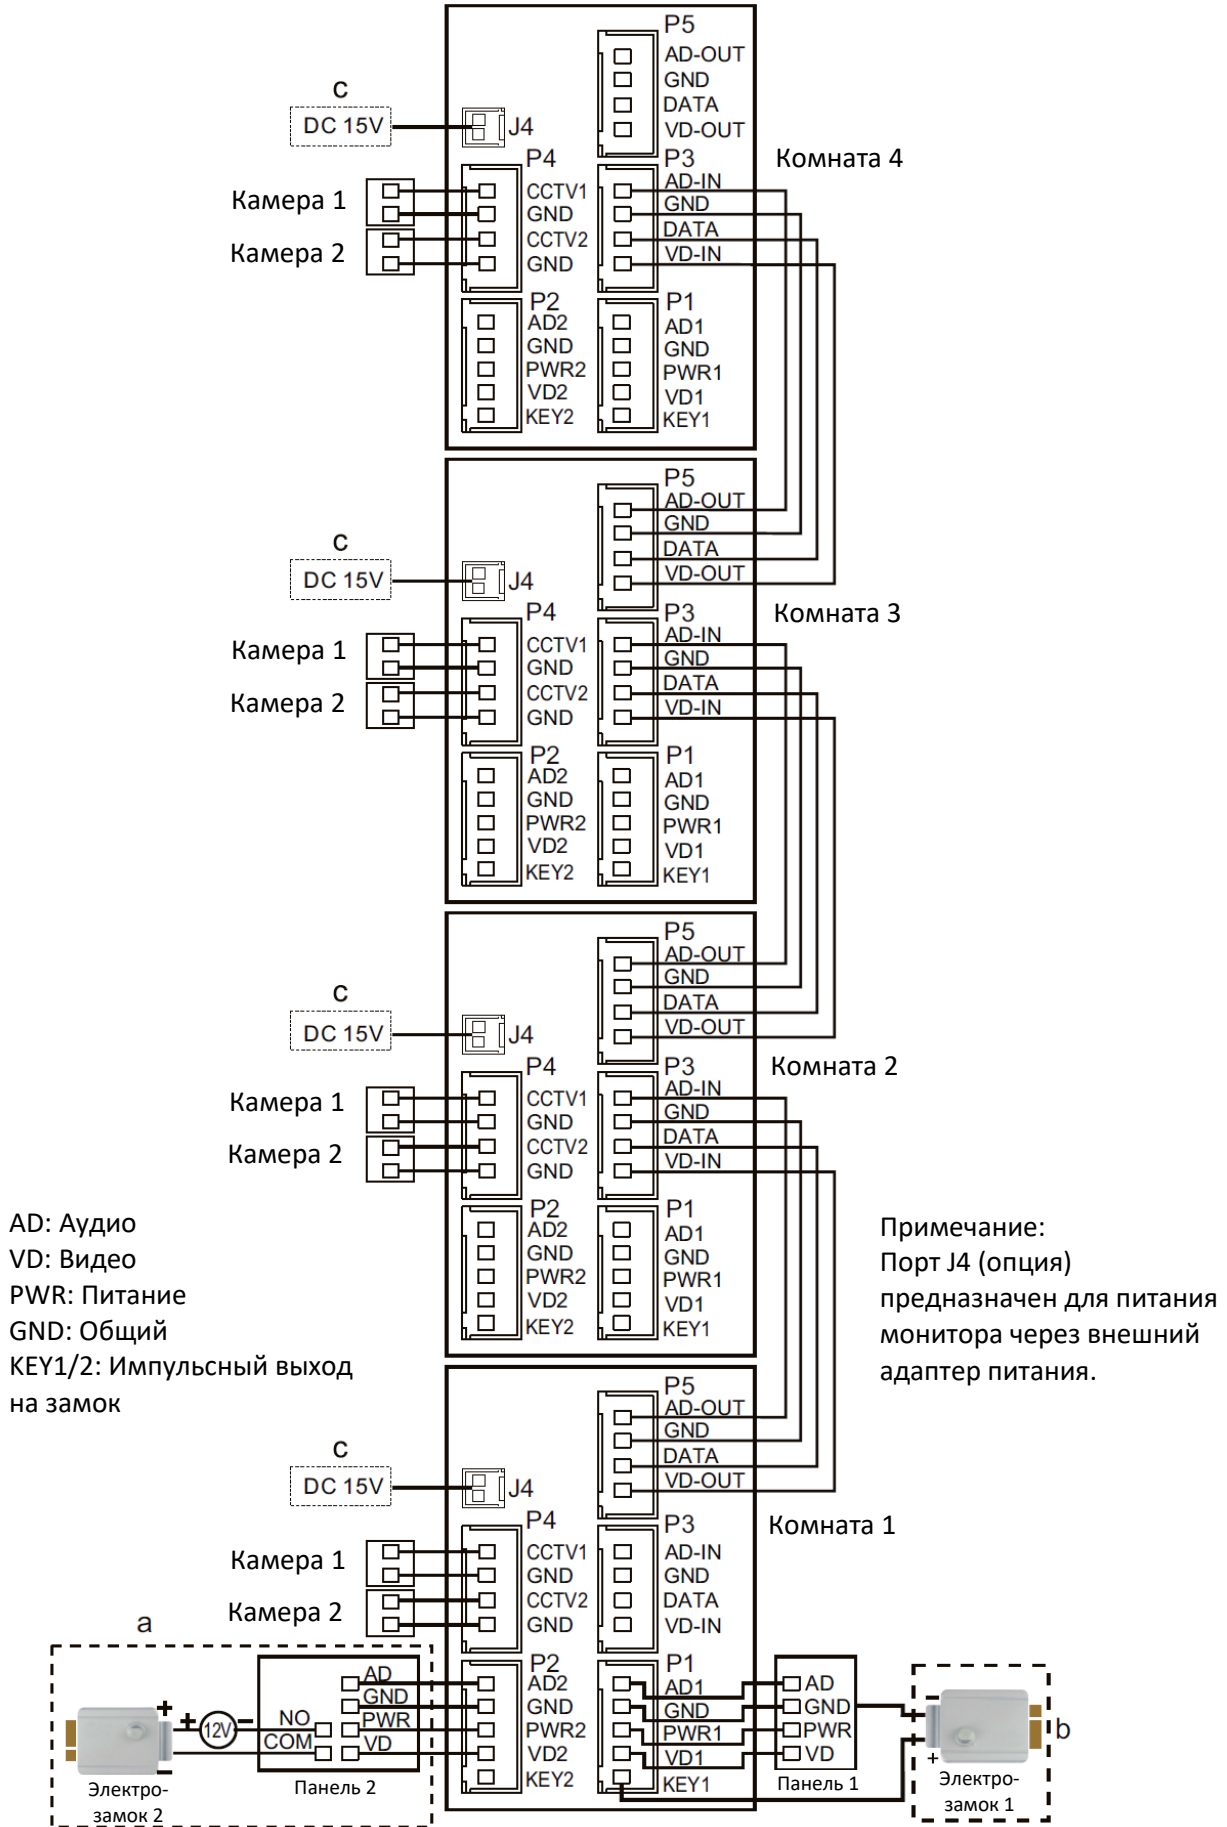 P5
AD-OUT
GND
DATA
VD-OUT
c
DC 15V
J4
P4
CCTV1
GND
CCTV2
GND
Камера 1
Камера 2
P3
AD-IN
GND
DATA
VD-IN
Комната 4
P2
AD2
GND
PWR2
VD2
KEY2
P1
AD1
GND
PWR1
VD1
KEY1
P5
AD-OUT
GND
DATA
VD-OUT
c
DC 15V
J4
P4
CCTV1
GND
CCTV2
GND
Камера 1
Камера 2
P3
AD-IN
GND
DATA
VD-IN
Комната 3
P2
AD2
GND
PWR2
VD2
KEY2
P1
AD1
GND
PWR1
VD1
KEY1
P5
AD-OUT
GND
DATA
VD-OUT
c
DC 15V
J4
P4
CCTV1
GND
CCTV2
GND
Камера 1
Камера 2
P3
AD-IN
GND
DATA
VD-IN
Комната 2
P2
AD2
GND
PWR2
VD2
KEY2
P1
AD1
GND
PWR1
VD1
KEY1
AD: Аудио
VD: Видео
PWR: Питание
GND: Общий
KEY1/2: Импульсный выход
на замок
Примечание:
Порт J4 (опция)
предназначен для питания
монитора через внешний
адаптер питания.
P5
AD-OUT
GND
DATA
VD-OUT
c
DC 15V
J4
P4
CCTV1
GND
CCTV2
GND
Камера 1
Камера 2
P3
AD-IN
GND
DATA
VD-IN
Комната 1
P2
AD2
GND
PWR2
VD2
KEY2
P1
AD1
GND
PWR1
VD1
KEY1
a
+
+ 12V −
−
NO
COM
AD
GND
PWR
VD
Электро-
замок 2
Панель 2
AD
GND
PWR
VD
Панель 1
−
+
b
Электро-
замок 1